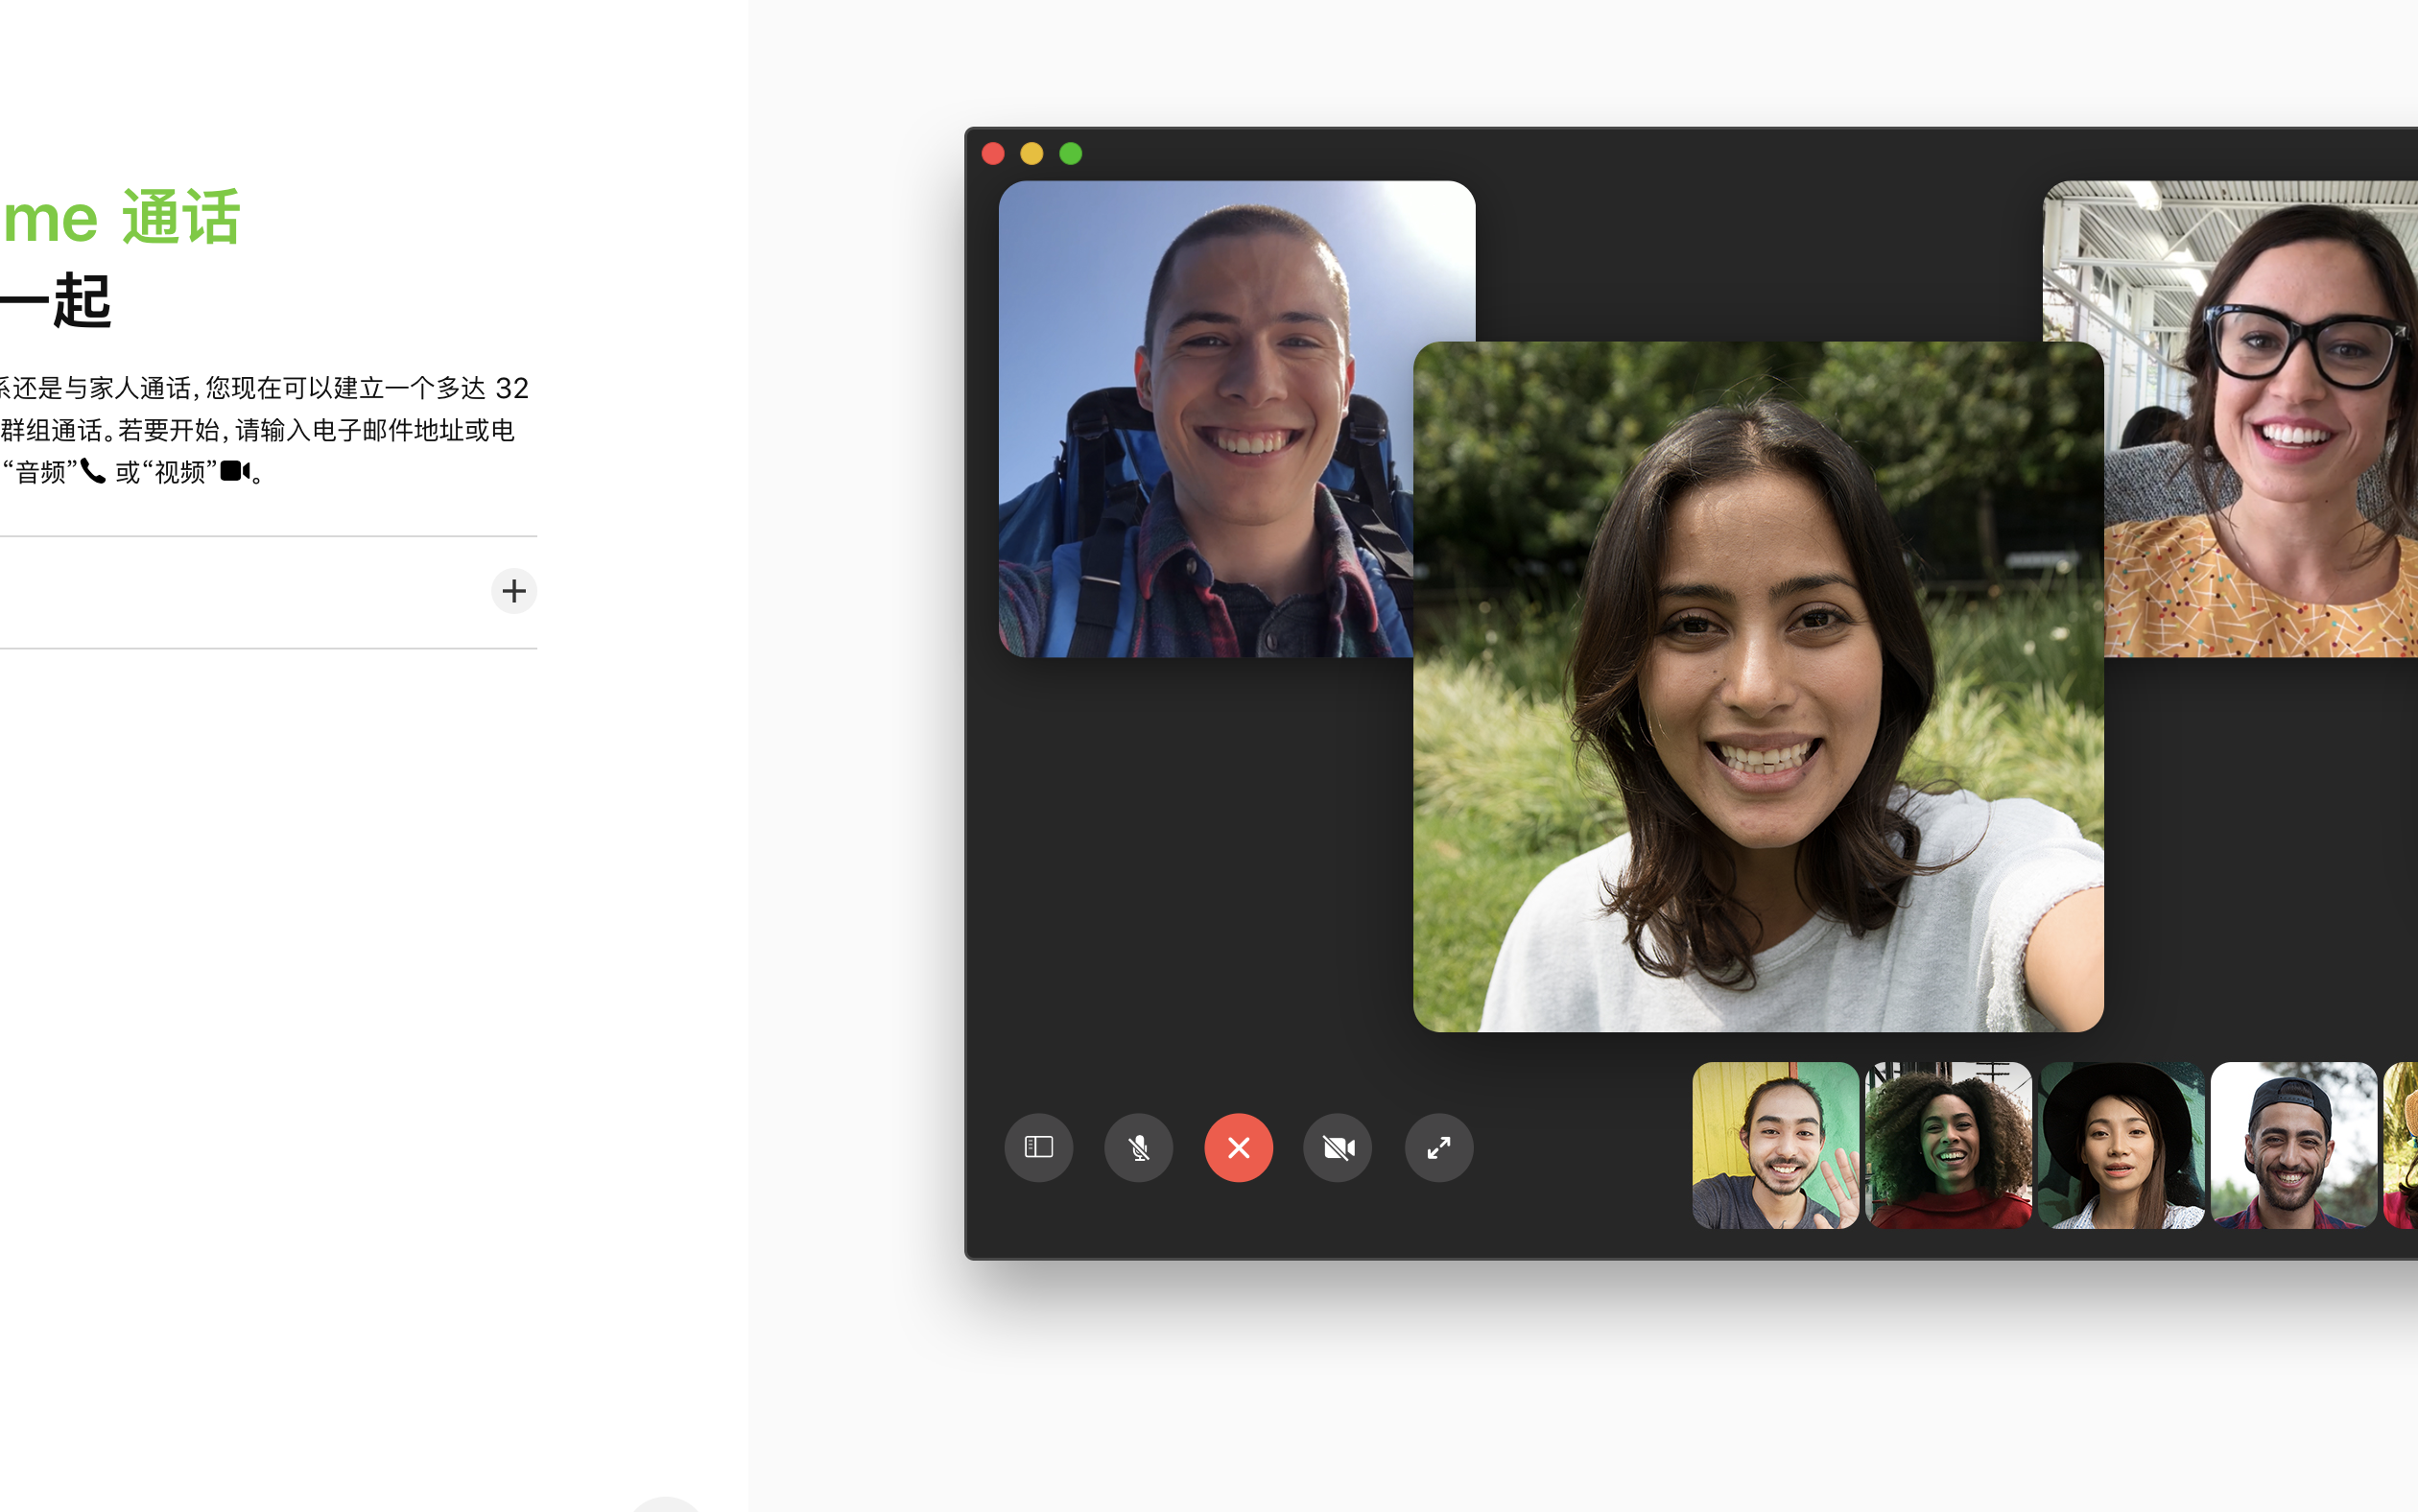 me 通话
一起
系还是与家人通话，您现在可以建立一个多达 32
群组通话。若要开始，请输入电子邮件地址或电
“音频” 或“视频”。